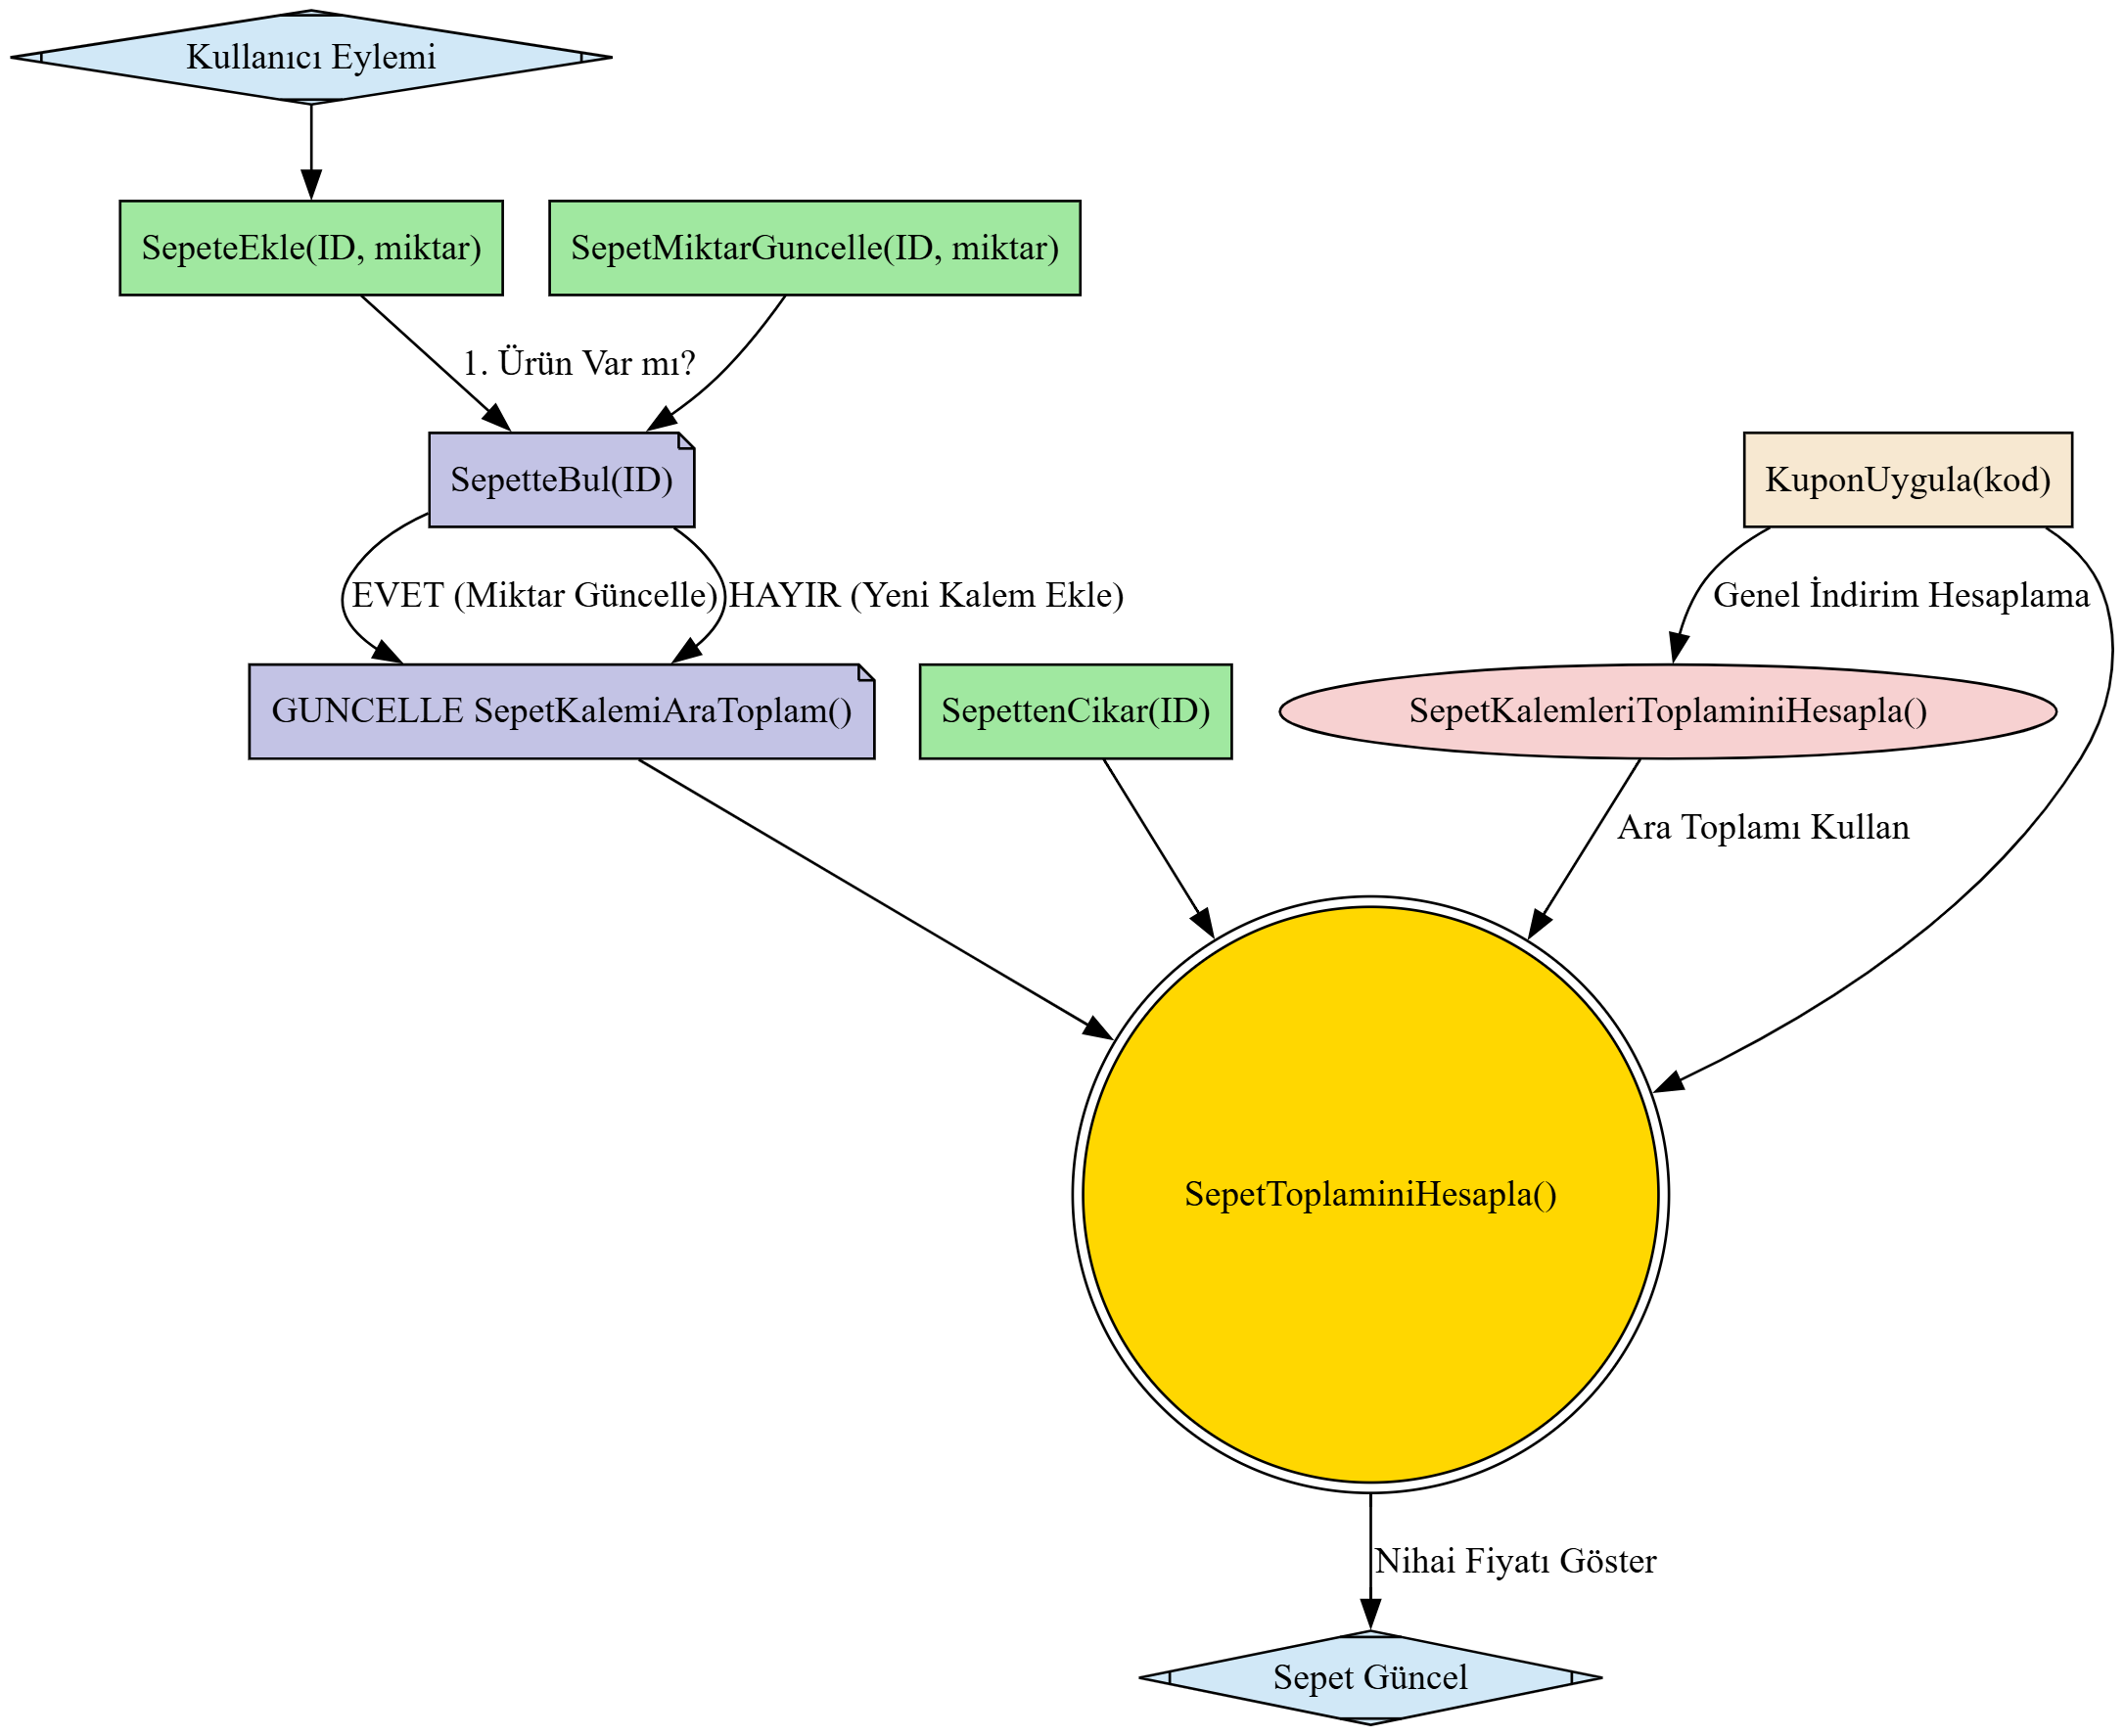 Kullanıcı Eylemi
SepeteEkle(ID, miktar)
SepetMiktarGuncelle(ID, miktar)
1. Ürün Var mı?
SepetteBul(ID)
KuponUygula(kod)
EVET (Miktar Güncelle)
HAYIR (Yeni Kalem Ekle)
Genel İndirim Hesaplama
GUNCELLE SepetKalemiAraToplam()
SepettenCikar(ID)
SepetKalemleriToplaminiHesapla()
Ara Toplamı Kullan
SepetToplaminiHesapla()
Nihai Fiyatı Göster
Sepet Güncel